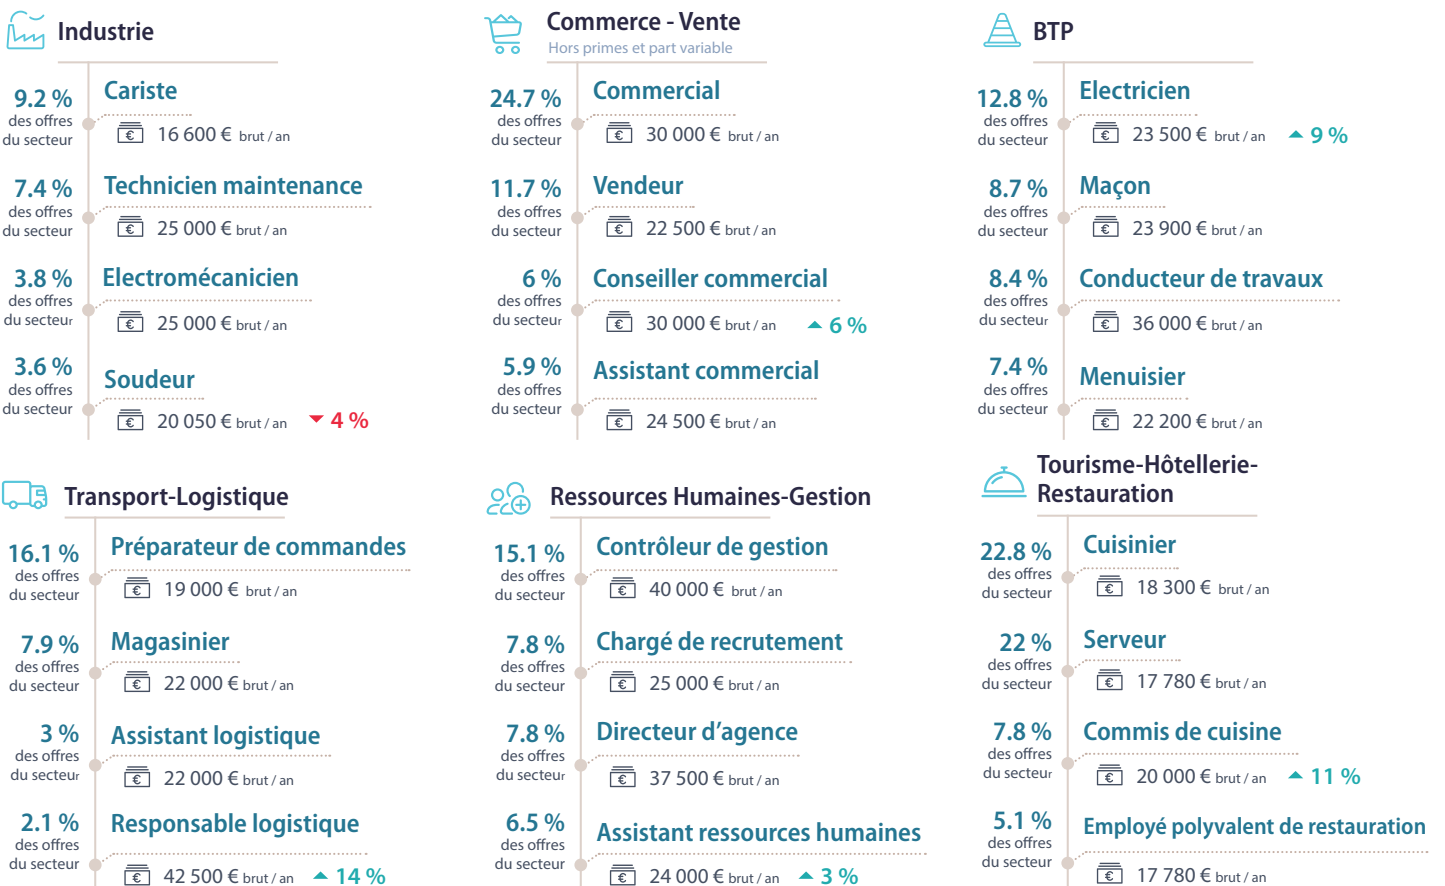 Industrie
9.2 %
des offres
du secteur
Cariste
16 600 € brut / an
7.4 %
des offres
du secteur
Technicien maintenance
25 000 € brut / an
3.8 %
des offres
du secteur
Electromécanicien
25 000 € brut / an
3.6 %
des offres
du secteur
Soudeur
20 050 € brut / an
4 %
Commerce - Vente
Hors primes et part variable
24.7 %
des offres
du secteur
Commercial
30 000 € brut / an
11.7 %
des offres
du secteur
Vendeur
22 500 € brut / an
6 %
des offres
du secteur
Conseiller commercial
30 000 € brut / an
6 %
5.9 %
des offres
du secteur
Assistant commercial
24 500 € brut / an
BTP
12.8 %
des offres
du secteur
Electricien
23 500 € brut / an
9 %
8.7 %
des offres
du secteur
Maçon
23 900 € brut / an
8.4 %
des offres
du secteur
Conducteur de travaux
36 000 € brut / an
7.4 %
des offres
du secteur
Menuisier
22 200 € brut / an
Transport-Logistique
16.1 %
des offres
du secteur
Préparateur de commandes
19 000 € brut / an
7.9 %
des offres
du secteur
Magasinier
22 000 € brut / an
3 %
des offres
du secteur
Assistant logistique
22 000 € brut / an
2.1 %
des offres
du secteur
Responsable logistique
42 500 € brut / an
14 %
Ressources Humaines-Gestion
15.1 %
des offres
du secteur
Contrôleur de gestion
40 000 € brut / an
7.8 %
des offres
du secteur
Chargé de recrutement
25 000 € brut / an
7.8 %
des offres
du secteur
Directeur d’agence
37 500 € brut / an
6.5 %
des offres
du secteur
Assistant ressources humaines
24 000 € brut / an
3 %
Tourisme-Hôtellerie-
Restauration
22.8 %
des offres
du secteur
Cuisinier
18 300 € brut / an
22 %
des offres
du secteur
Serveur
17 780 € brut / an
7.8 %
des offres
du secteur
Commis de cuisine
20 000 € brut / an
11 %
5.1 %
des offres
du secteur
Employé polyvalent de restauration
17 780 € brut / an